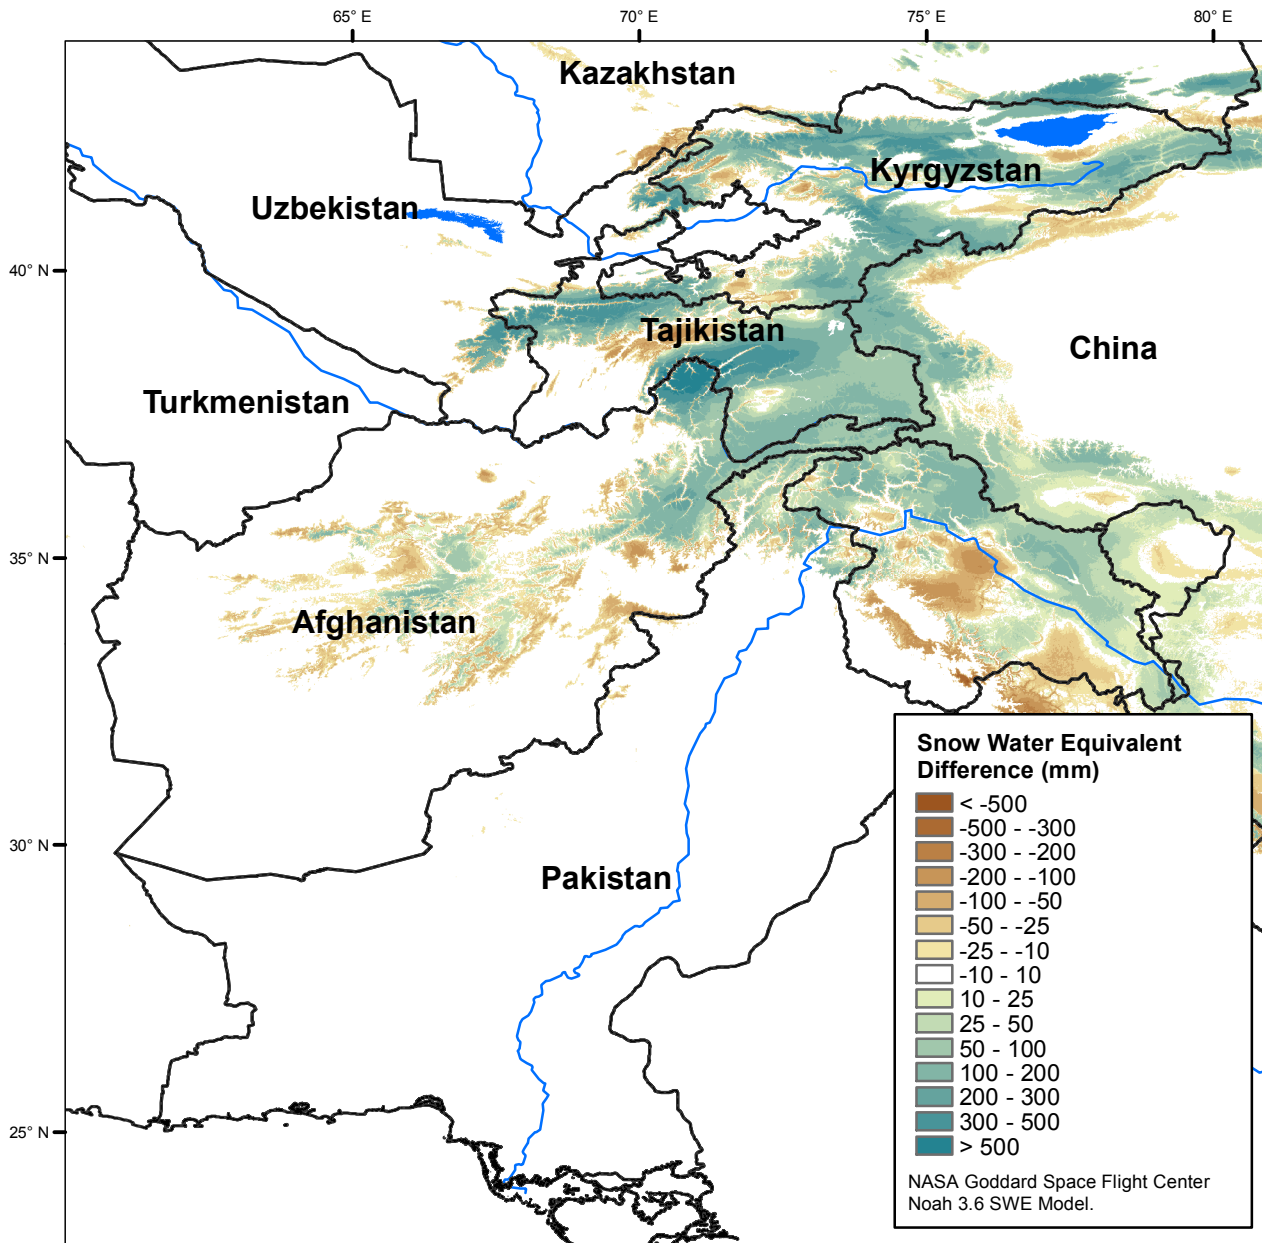 65° E
70° E
75° E
80° E
Kazakhstan
Kyrgyzstan
Uzbekistan
40° N
Tajikistan
China
Turkmenistan
35° N
Afghanistan
30° N
Pakistan
25° N
Snow Water Equivalent
Difference (mm)
< -500
-500 - -300
-300 - -200
-200 - -100
-100 - -50
-50 - -25
-25 - -10
-10 - 10
10 - 25
25 - 50
50 - 100
100 - 200
200 - 300
300 - 500
> 500
NASA Goddard Space Flight Center
Noah 3.6 SWE Model.